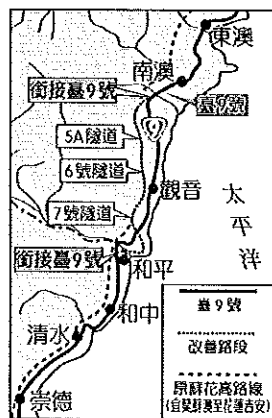 東澳
南澳
銜接臺9號
臺9號
9
5A隧道
6號隧道
觀音
7號隧道
太平洋
銜接臺9號
和平
和中
清水
崇德
臺9號
改善路段
原蘇花高路線
(宜蘭蘇澳至花蓮吉安)